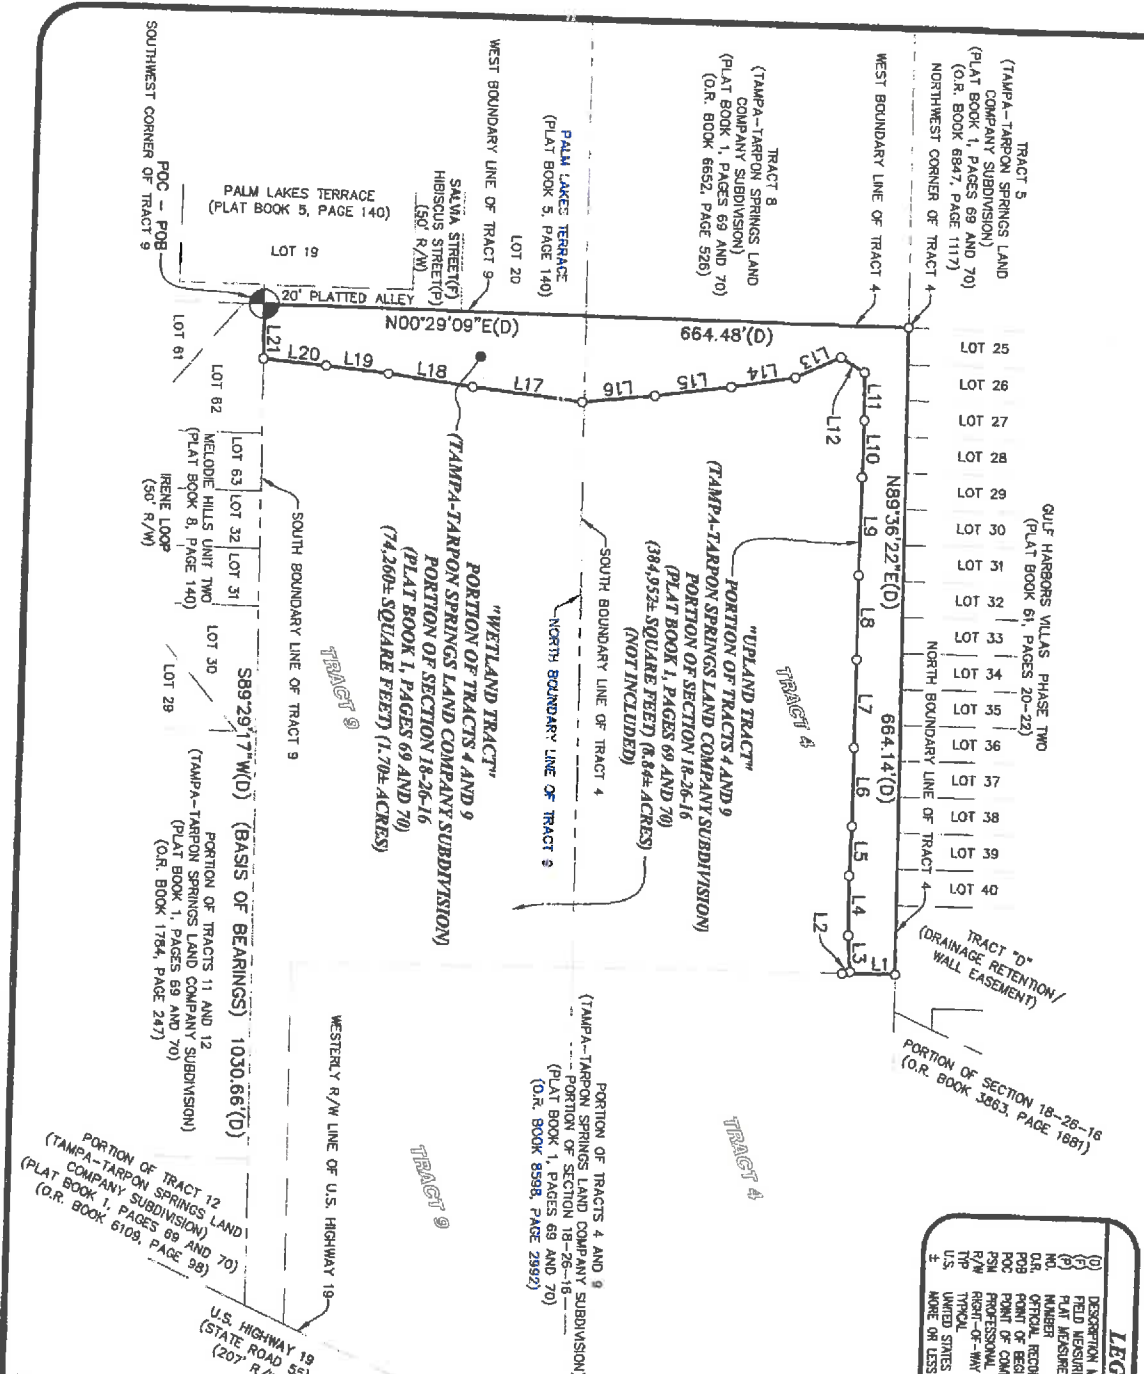 TRACT 5
(TAMPA-TARPON SPRINGS LAND
COMPANY SUBDIVISION)
(PLAT BOOK 1, PAGES 69 AND 70)
(O.R. BOOK 6847, PAGE 1117)
NORTHWEST CORNER OF TRACT 4
WEST BOUNDARY LINE OF TRACT 4
TRACT 8
(TAMPA-TARPON SPRINGS LAND
COMPANY SUBDIVISION)
(PLAT BOOK 1, PAGES 69 AND 70)
(O.R. BOOK 6652, PAGE 526)
PALM LAKES TERRACE
(PLAT BOOK 5, PAGE 140)
LOT 20
WEST BOUNDARY LINE OF TRACT 9
SALVIA STREET(F)
HIBISCUS STREET(P)
(50' R/W)
PALM LAKES TERRACE
(PLAT BOOK 5, PAGE 140)
LOT 19
20' PLATTED ALLEY
POC - POB
SOUTHWEST CORNER OF TRACT 9
N00°29'09"E(D)
664.48'(D)
GULF HARBORS VILLAS PHASE TWO
(PLAT BOOK 61, PAGES 20-22)
LOT 25
LOT 26
LOT 27
LOT 28
LOT 29
LOT 30
LOT 31
LOT 32
LOT 33
LOT 34
LOT 35
LOT 36
LOT 37
LOT 38
LOT 39
LOT 40
NORTH BOUNDARY LINE OF TRACT 4
N89°36'22"E(D)
664.14'(D)
TRACT "D"
(DRAINAGE RETENTION/
WALL EASEMENT)
PORTION OF SECTION 18-26-16
(O.R. BOOK 3863, PAGE 1681)
L1
L2
L3
L4
L5
L6
L7
L8
L9
L10
L11
L12
L13
L14
L15
L16
L17
L18
L19
L20
L21
TRACT 4
"UPLAND TRACT"
PORTION OF TRACTS 4 AND 9
(TAMPA-TARPON SPRINGS LAND COMPANY SUBDIVISION)
PORTION OF SECTION 18-26-16
(PLAT BOOK 1, PAGES 69 AND 70)
(384,952± SQUARE FEET) (8.84± ACRES)
(NOT INCLUDED)
SOUTH BOUNDARY LINE OF TRACT 4
NORTH BOUNDARY LINE OF TRACT 9
"WETLAND TRACT"
PORTION OF TRACTS 4 AND 9
(TAMPA-TARPON SPRINGS LAND COMPANY SUBDIVISION)
PORTION OF SECTION 18-26-16
(PLAT BOOK 1, PAGES 69 AND 70)
(74,260± SQUARE FEET) (1.70± ACRES)
TRACT 9
SOUTH BOUNDARY LINE OF TRACT 9
S89°29'17"W(D) (BASIS OF BEARINGS) 1030.66'(D)
LOT 61
LOT 62
LOT 63
LOT 32
LOT 31
LOT 30
LOT 29
MELODIE HILLS UNIT TWO
(PLAT BOOK 8, PAGE 140)
IRENE LOOP
(50' R/W)
PORTION OF TRACTS 11 AND 12
(TAMPA-TARPON SPRINGS LAND COMPANY SUBDIVISION)
(PLAT BOOK 1, PAGES 69 AND 70)
(O.R. BOOK 1784, PAGE 247)
PORTION OF TRACTS 4 AND 9
(TAMPA-TARPON SPRINGS LAND COMPANY SUBDIVISION)
PORTION OF SECTION 18-26-16
(PLAT BOOK 1, PAGES 69 AND 70)
(O.R. BOOK 8598, PAGE 2992)
TRACT 4
TRACT 9
WESTERLY R/W LINE OF U.S. HIGHWAY 19
PORTION OF TRACT 12
(TAMPA-TARPON SPRINGS LAND
COMPANY SUBDIVISION)
(PLAT BOOK 1, PAGES 69 AND 70)
(O.R. BOOK 6109, PAGE 98)
U.S. HIGHWAY 19
(STATE ROAD 55)
(207' R/
LEG
(D) DESCRIPTION
(F) FIELD MEASUR
(P) PLAT MEASURE
NO. NUMBER
O.R. OFFICIAL RECOR
POB POINT OF BEGI
POC POINT OF COM
PSM PROFESSIONAL
R/W RIGHT-OF-WAY
TYP TYPICAL
U.S. UNITED STATES
± MORE OR LESS